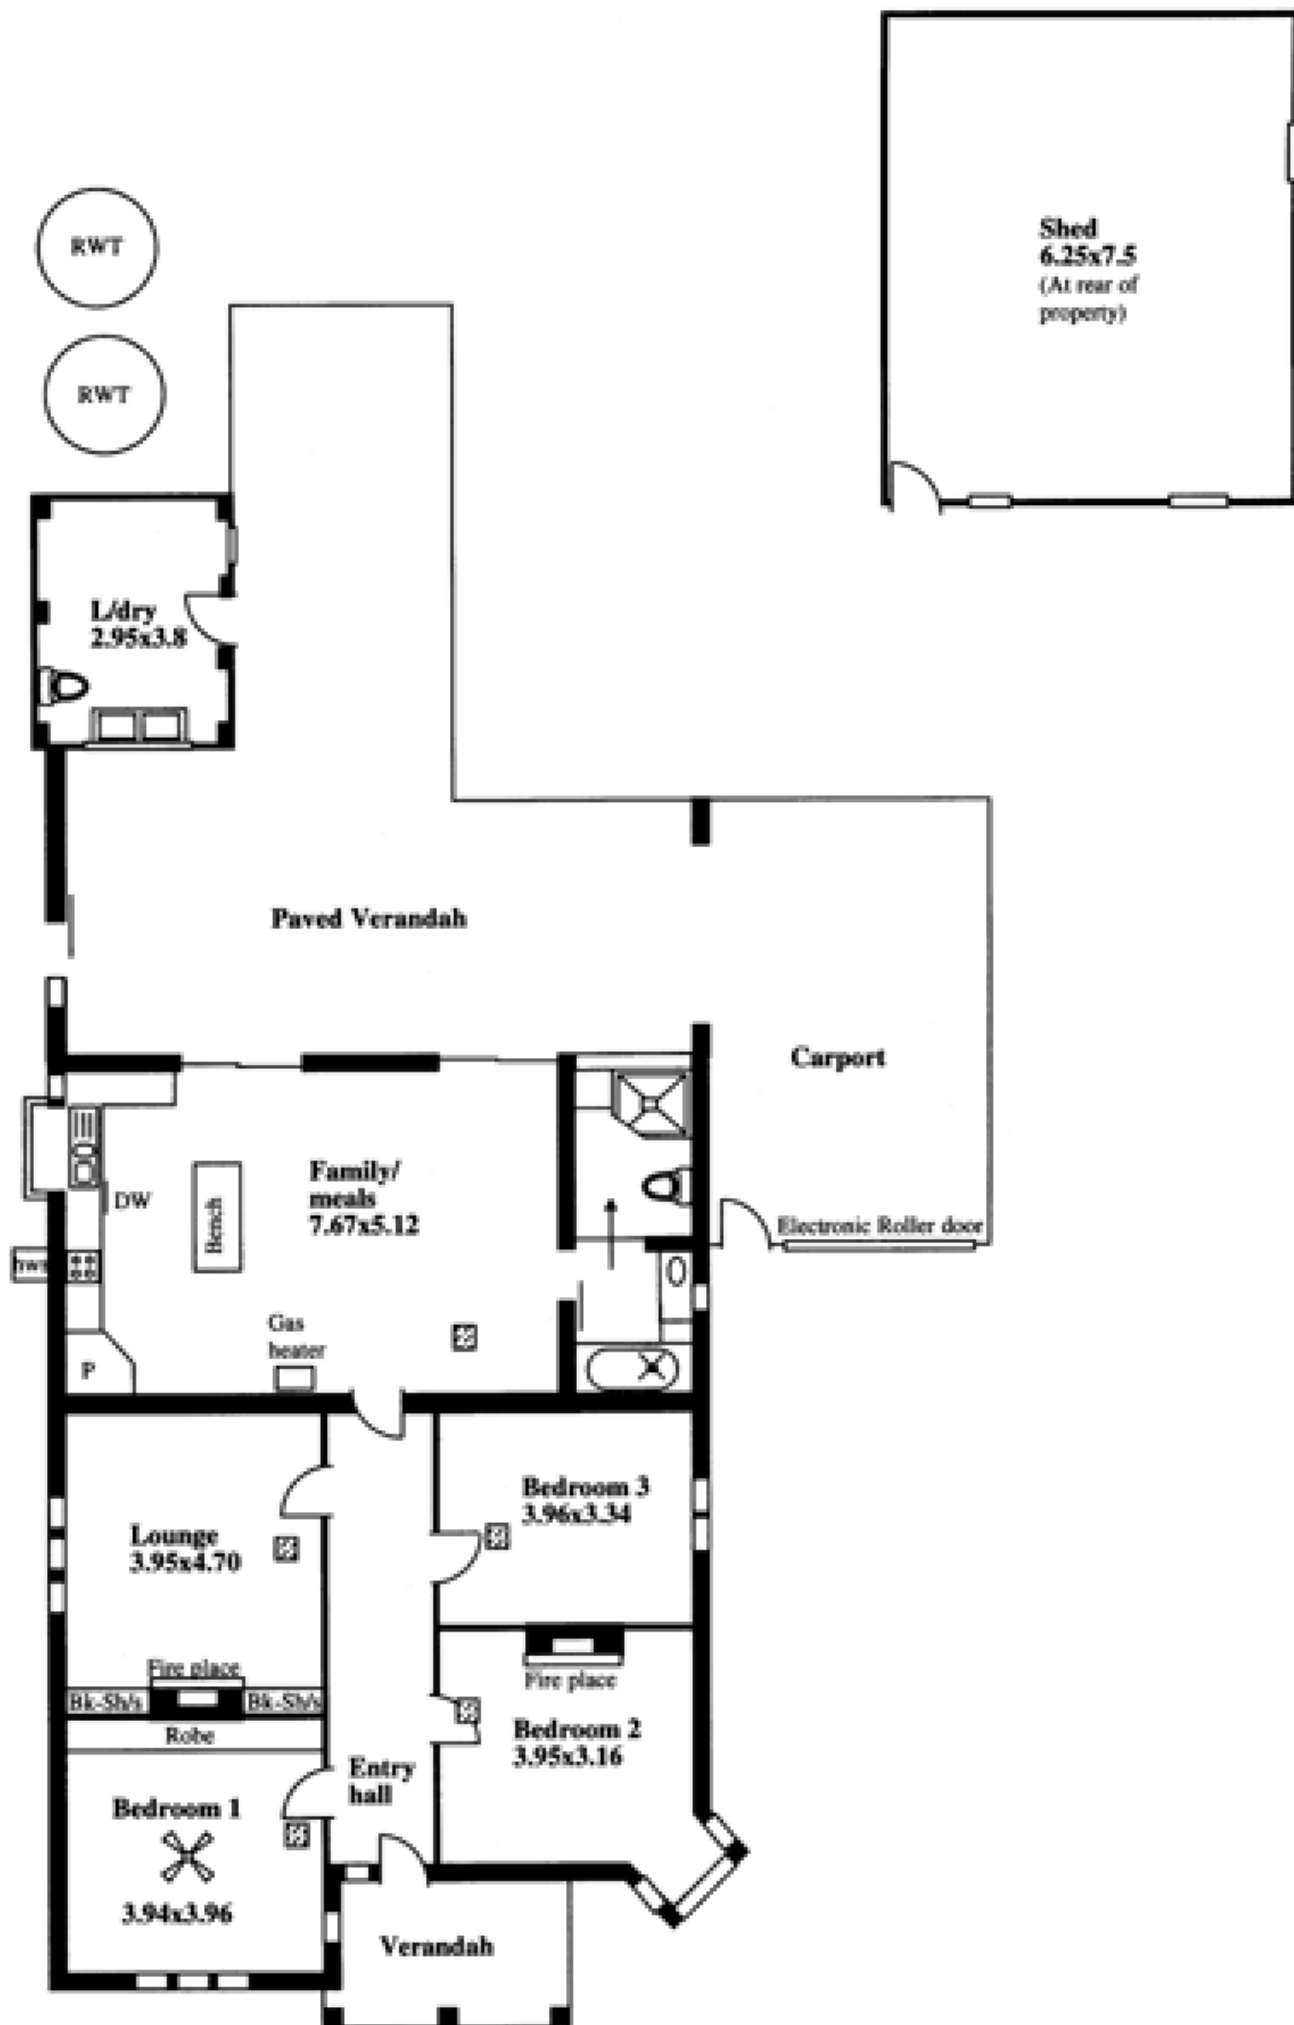 Shed
6.25x7.5
(At rear of
property)
RWT
RWT
L/dry
2.95x3.8
Paved Verandah
Carport
Electronic Roller door
Family/
meals
7.67x5.12
DW
Bench
Gas
heater
P
Lounge
3.95x4.70
Fire place
Bk-Sh/s
Bk-Sh/s
Robe
Bedroom 3
3.96x3.34
Fire place
Bedroom 2
3.95x3.16
Entry
hall
Bedroom 1
3.94x3.96
Verandah